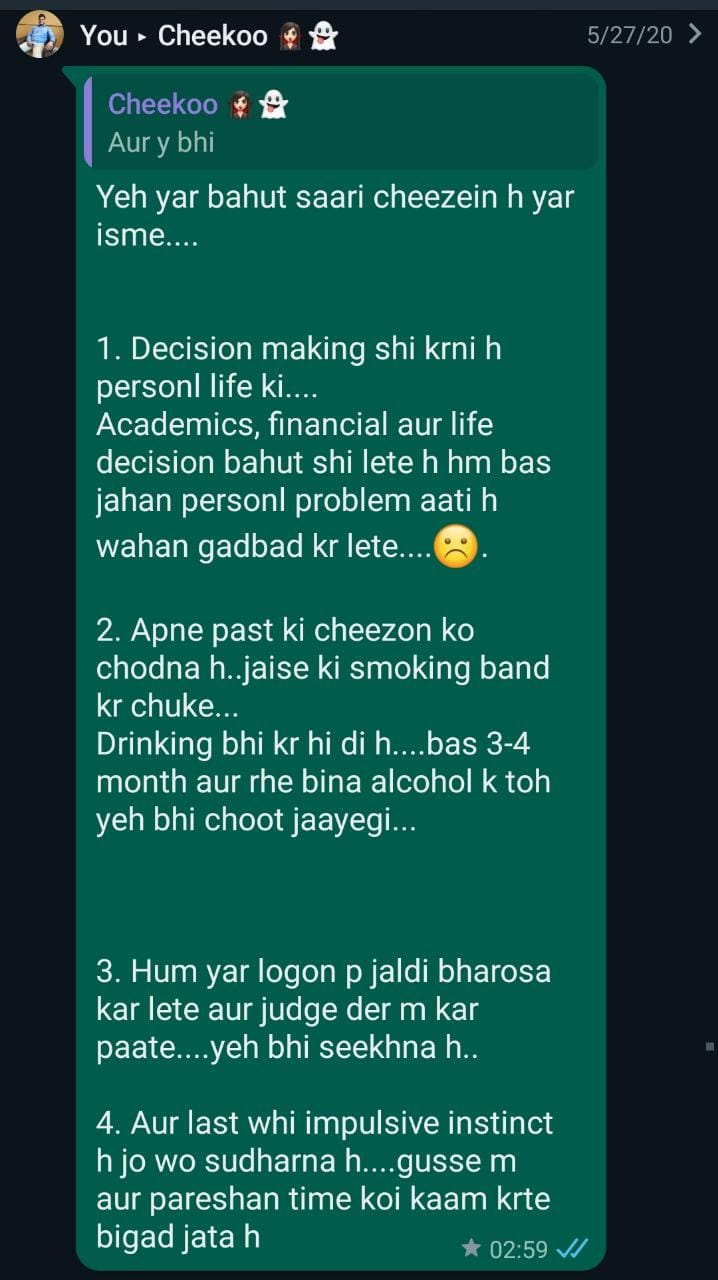 You ▸ Cheekoo 👩🏻👻 5/27/20
Cheekoo 👩🏻👻
Aur y bhi
Yeh yar bahut saari cheezein h yar
isme....
1. Decision making shi krni h
personl life ki....
Academics, financial aur life
decision bahut shi lete h hm bas
jahan personl problem aati h
wahan gadbad kr lete....☹️.
2. Apne past ki cheezon ko
chodna h..jaise ki smoking band
kr chuke...
Drinking bhi kr hi di h....bas 3-4
month aur rhe bina alcohol k toh
yeh bhi choot jaayegi...
3. Hum yar logon p jaldi bharosa
kar lete aur judge der m kar
paate....yeh bhi seekhna h..
4. Aur last whi impulsive instinct
h jo wo sudharna h....gusse m
aur pareshan time koi kaam krte
bigad jata h
★ 02:59